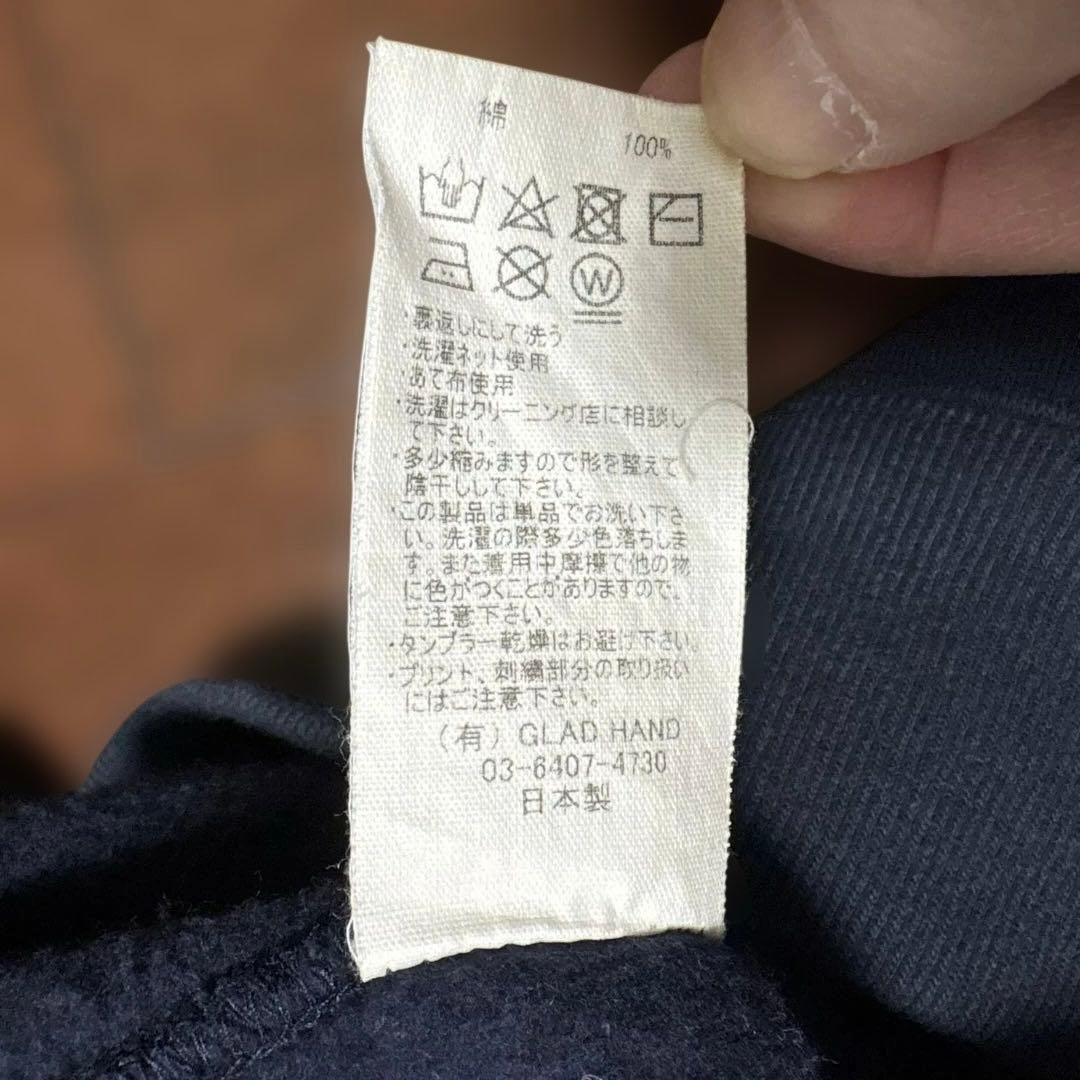 綿
100%
W
・裏返しにして洗う
・洗濯ネット使用
・あて布使用
・洗濯はクリーニング店に相談し
て下さい。
・多少縮みますので形を整えて
陰干しして下さい。
・この製品は単品でお洗い下さ
い。洗濯の際多少色落ちしま
す。また着用中摩擦で他の物
に色がつくことがありますので、
ご注意下さい。
・タンブラー乾燥はお避け下さい。
・プリント、刺繍部分の取り扱い
にはご注意下さい。
（有）GLAD HAND
03-6407-4730
日本製